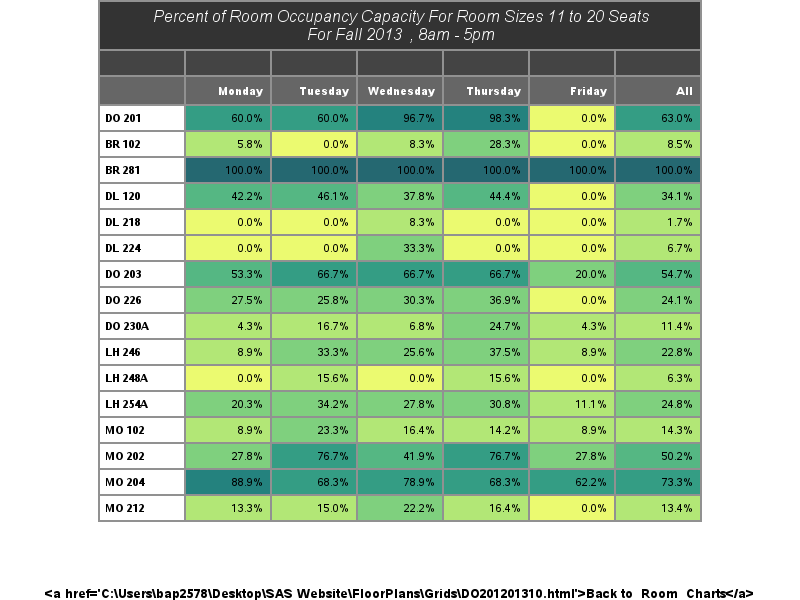 Percent of Room Occupancy Capacity For Room Sizes 11 to 20 Seats
For Fall 2013 , 8am - 5pm
Monday Tuesday Wednesday Thursday Friday All
DO 201 60.0% 60.0% 96.7% 98.3% 0.0% 63.0%
BR 102 5.8% 0.0% 8.3% 28.3% 0.0% 8.5%
BR 281 100.0% 100.0% 100.0% 100.0% 100.0% 100.0%
DL 120 42.2% 46.1% 37.8% 44.4% 0.0% 34.1%
DL 218 0.0% 0.0% 8.3% 0.0% 0.0% 1.7%
DL 224 0.0% 0.0% 33.3% 0.0% 0.0% 6.7%
DO 203 53.3% 66.7% 66.7% 66.7% 20.0% 54.7%
DO 226 27.5% 25.8% 30.3% 36.9% 0.0% 24.1%
DO 230A 4.3% 16.7% 6.8% 24.7% 4.3% 11.4%
LH 246 8.9% 33.3% 25.6% 37.5% 8.9% 22.8%
LH 248A 0.0% 15.6% 0.0% 15.6% 0.0% 6.3%
LH 254A 20.3% 34.2% 27.8% 30.8% 11.1% 24.8%
MO 102 8.9% 23.3% 16.4% 14.2% 8.9% 14.3%
MO 202 27.8% 76.7% 41.9% 76.7% 27.8% 50.2%
MO 204 88.9% 68.3% 78.9% 68.3% 62.2% 73.3%
MO 212 13.3% 15.0% 22.2% 16.4% 0.0% 13.4%
<a href='C:\Users\bap2578\Desktop\SAS Website\FloorPlans\Grids\DO201201310.html'>Back to Room Charts</a>